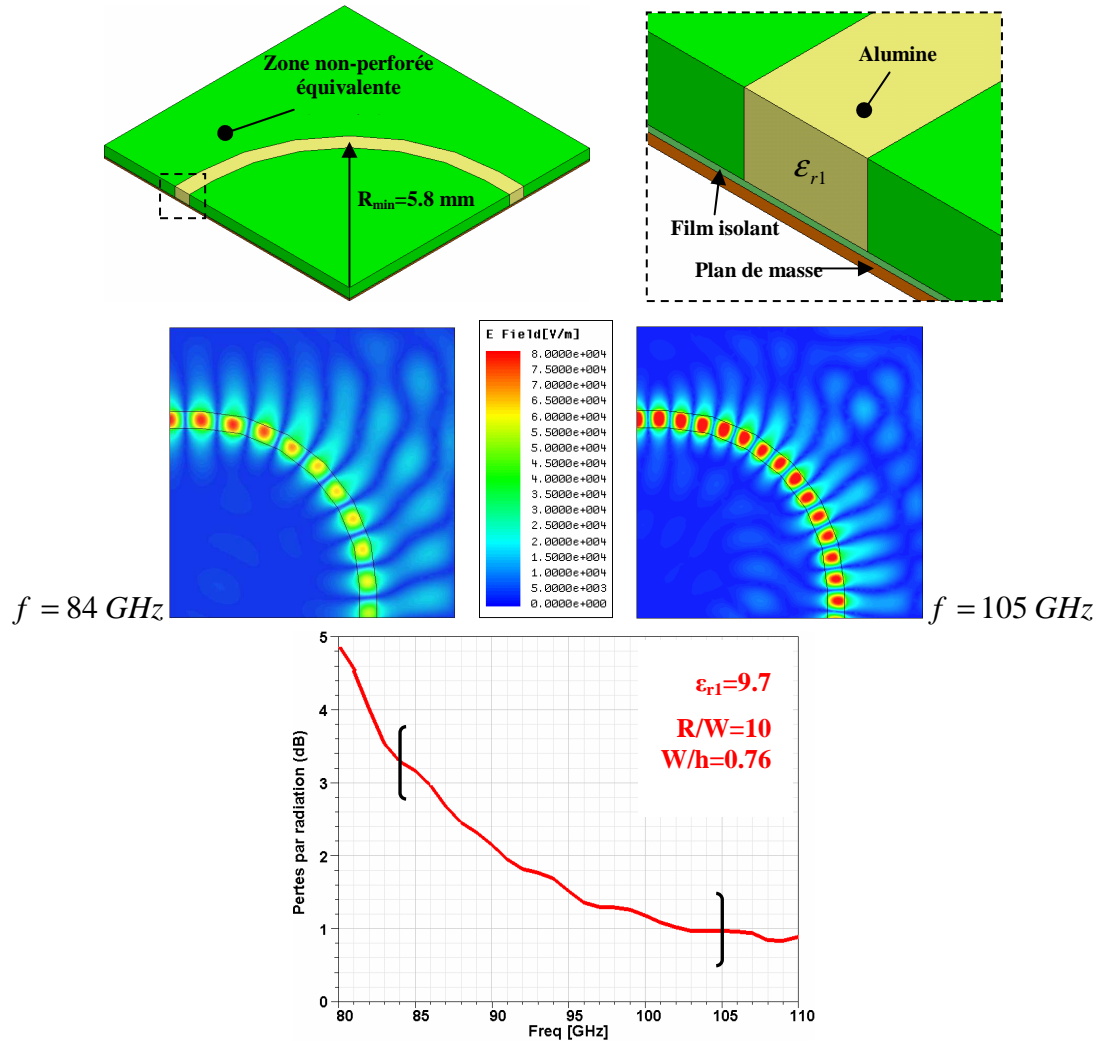 Zone non-perforée
équivalente
R_min=5.8 mm
Alumine
ε_r1
Film isolant
Plan de masse
E Field[V/m]
8.0000e+004
7.5000e+004
7.0000e+004
6.5000e+004
6.0000e+004
5.5000e+004
5.0000e+004
4.5000e+004
4.0000e+004
3.5000e+004
3.0000e+004
2.5000e+004
2.0000e+004
1.5000e+004
1.0000e+004
5.0000e+003
0.0000e+000
f = 84 GHz
f = 105 GHz
Pertes par radiation (dB)
5
4
3
2
1
0
ε_r1=9.7
R/W=10
W/h=0.76
80 85 90 95 100 105 110
Freq [GHz]